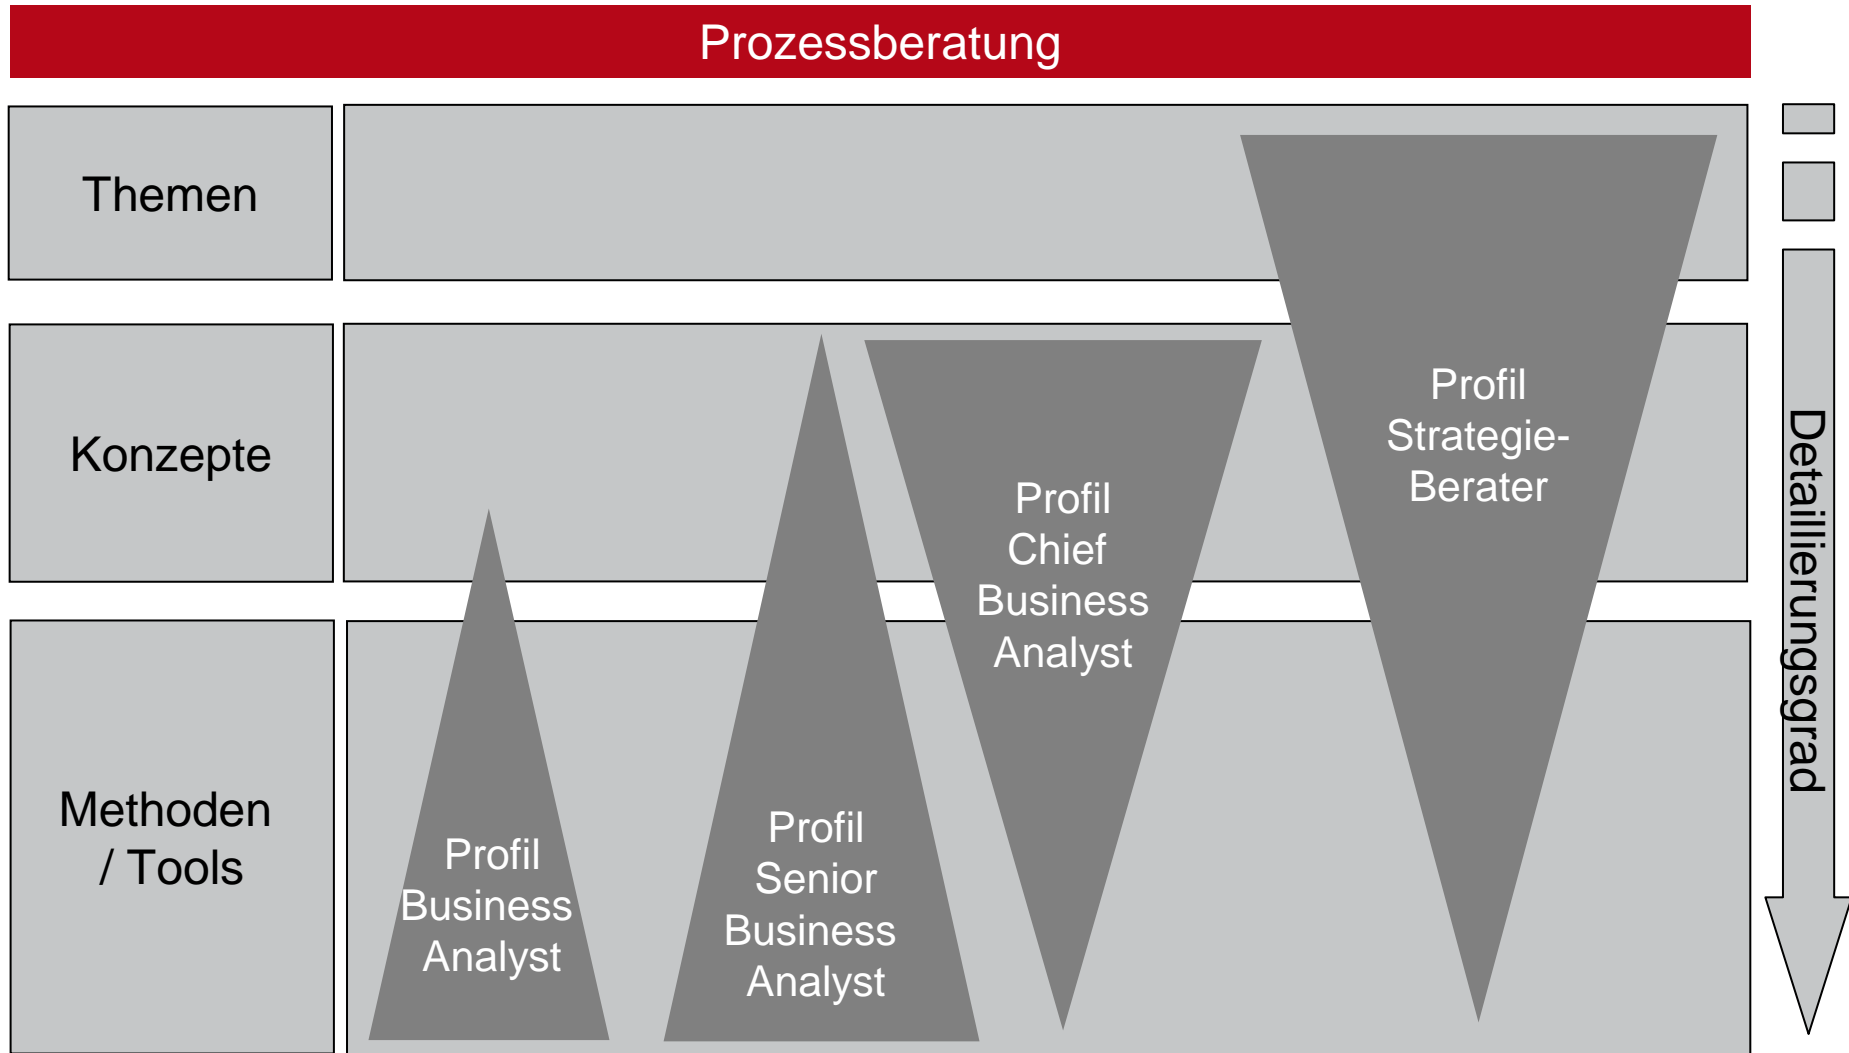 Prozessberatung
Themen
Konzepte
Methoden
/ Tools
Profil
Business
Analyst
Profil
Senior
Business
Analyst
Profil
Chief
Business
Analyst
Profil
Strategie-
Berater
Detaillierungsgrad